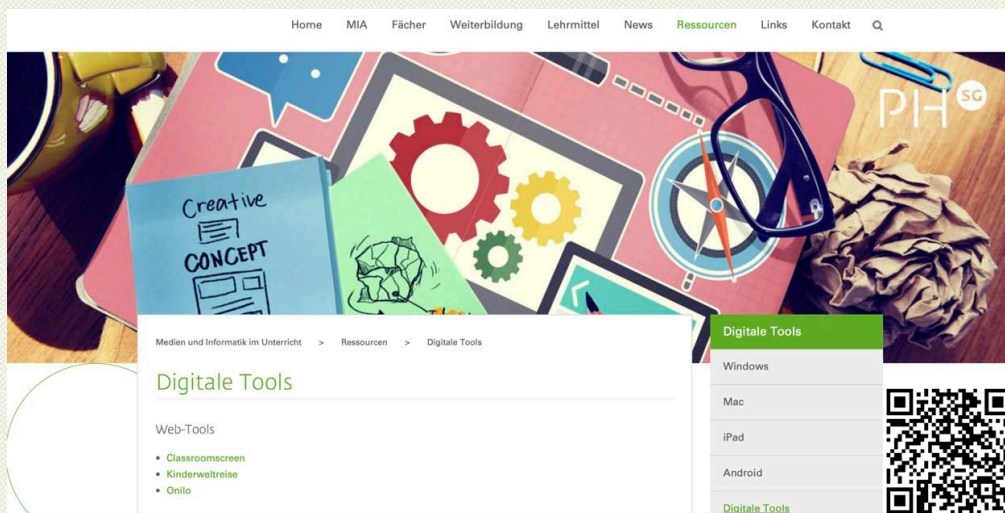 Home MIA Fächer Weiterbildung Lehrmittel News Ressourcen Links Kontakt
PH SG
Creative
CONCEPT
Medien und Informatik im Unterricht > Ressourcen > Digitale Tools
Digitale Tools
Web-Tools
• Classroomscreen
• Kinderweltreise
• Onilo
Digitale Tools
Windows
Mac
iPad
Android
Digitale Tools